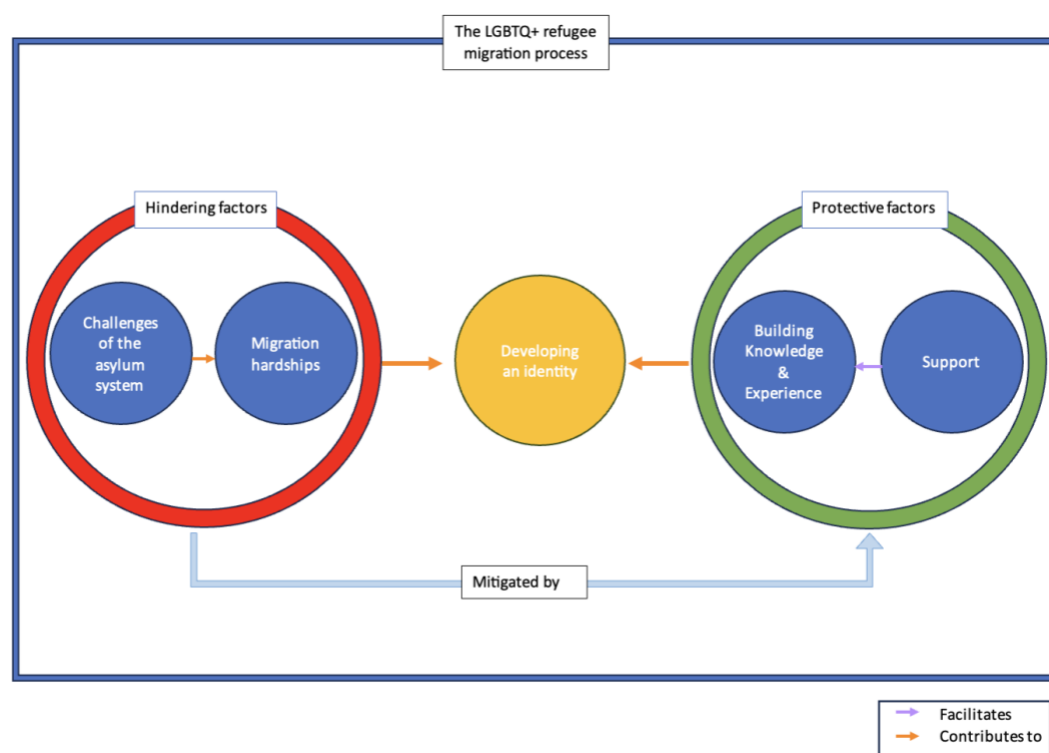 The LGBTQ+ refugee
migration process
Hindering factors
Protective factors
Challenges
of the
asylum
system
Migration
hardships
Developing
an identity
Building
Knowledge
&
Experience
Support
Mitigated by
Facilitates
Contributes to